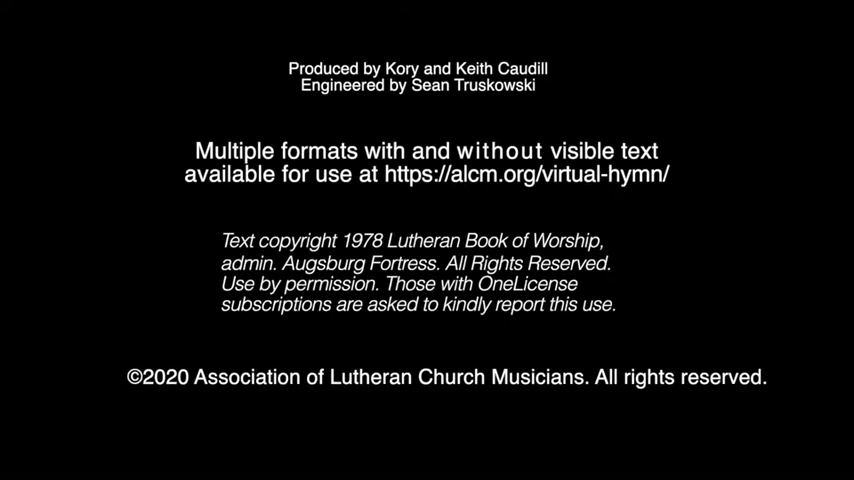 Produced by Kory and Keith Caudill
Engineered by Sean Truskowski
Multiple formats with and without visible text
available for use at https://alcm.org/virtual-hymn/
Text copyright 1978 Lutheran Book of Worship,
admin. Augsburg Fortress. All Rights Reserved.
Use by permission. Those with OneLicense
subscriptions are asked to kindly report this use.
©2020 Association of Lutheran Church Musicians. All rights reserved.